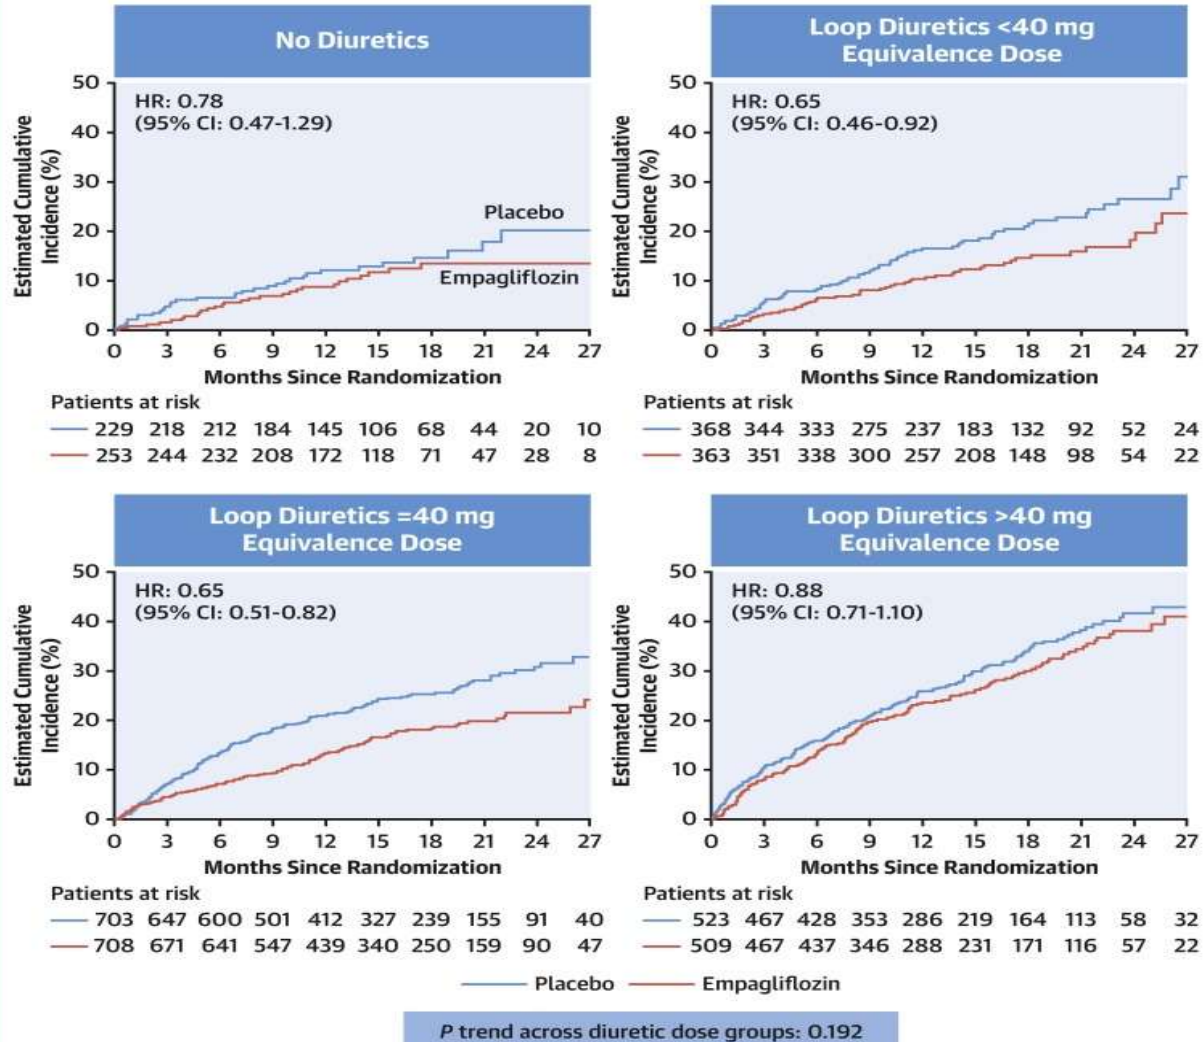 No Diuretics
Estimated Cumulative
Incidence (%)
50
40
30
20
10
0
HR: 0.78
(95% CI: 0.47-1.29)
Placebo
Empagliflozin
0 3 6 9 12 15 18 21 24 27
Months Since Randomization
Patients at risk
229 218 212 184 145 106 68 44 20 10
253 244 232 208 172 118 71 47 28 8
Loop Diuretics <40 mg
Equivalence Dose
Estimated Cumulative
Incidence (%)
50
40
30
20
10
0
HR: 0.65
(95% CI: 0.46-0.92)
0 3 6 9 12 15 18 21 24 27
Months Since Randomization
Patients at risk
368 344 333 275 237 183 132 92 52 24
363 351 338 300 257 208 148 98 54 22
Loop Diuretics =40 mg
Equivalence Dose
Estimated Cumulative
Incidence (%)
50
40
30
20
10
0
HR: 0.65
(95% CI: 0.51-0.82)
0 3 6 9 12 15 18 21 24 27
Months Since Randomization
Patients at risk
703 647 600 501 412 327 239 155 91 40
708 671 641 547 439 340 250 159 90 47
Loop Diuretics >40 mg
Equivalence Dose
Estimated Cumulative
Incidence (%)
50
40
30
20
10
0
HR: 0.88
(95% CI: 0.71-1.10)
0 3 6 9 12 15 18 21 24 27
Months Since Randomization
Patients at risk
523 467 428 353 286 219 164 113 58 32
509 467 437 346 288 231 171 116 57 22
Placebo Empagliflozin
P trend across diuretic dose groups: 0.192